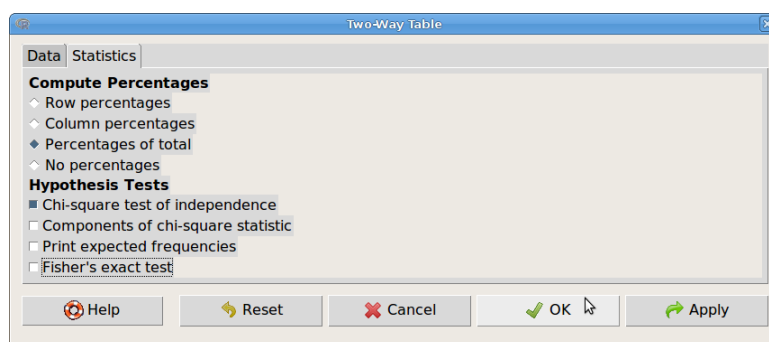 Two-Way Table
Data Statistics
Compute Percentages
Row percentages
Column percentages
Percentages of total
No percentages
Hypothesis Tests
Chi-square test of independence
Components of chi-square statistic
Print expected frequencies
Fisher's exact test
Help Reset Cancel OK Apply